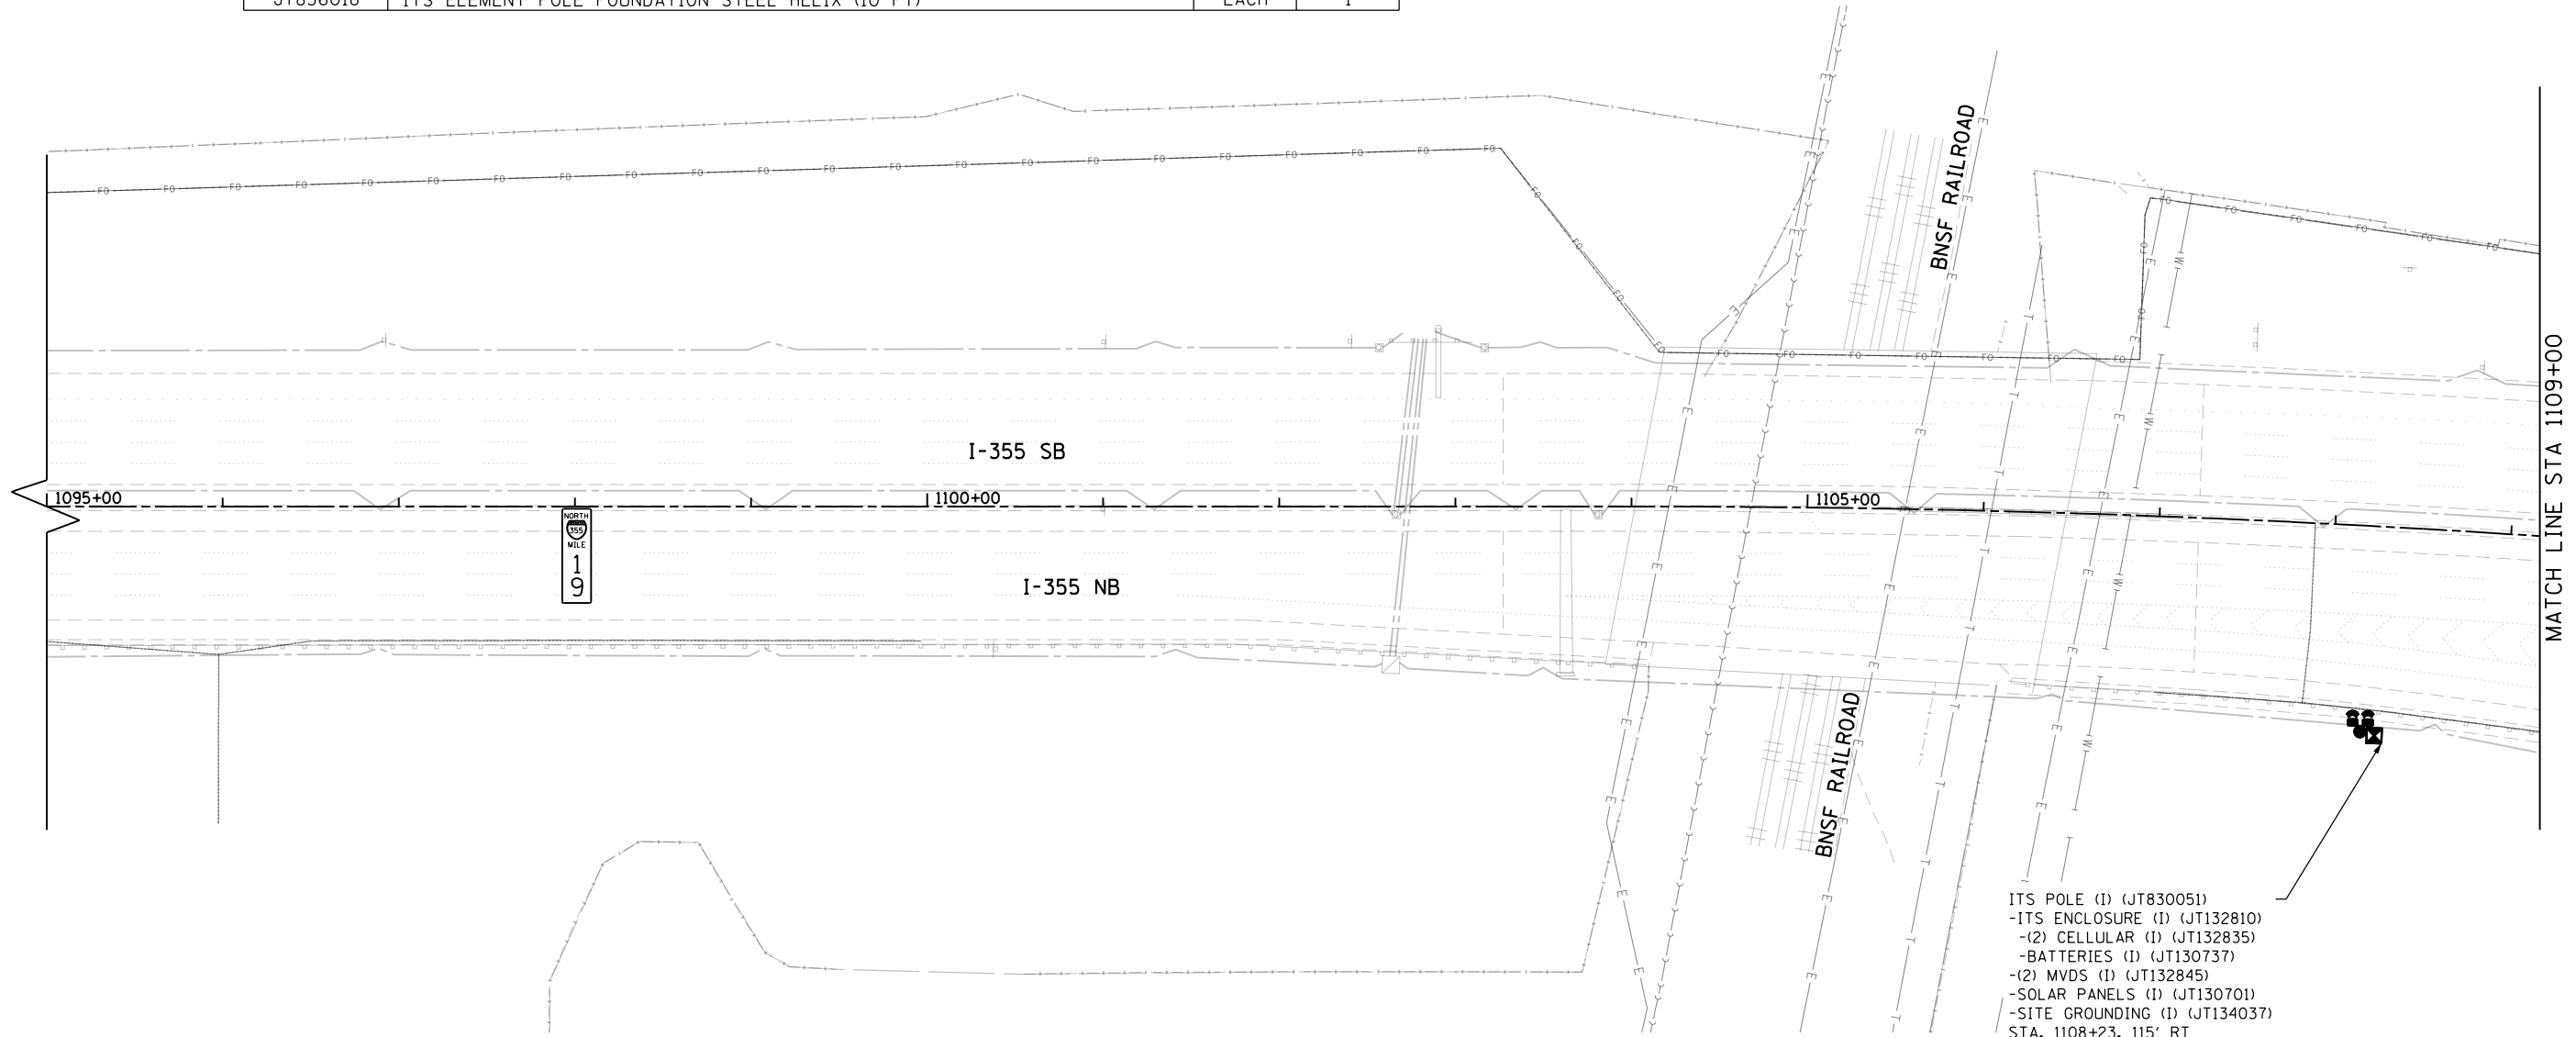 JT836018 ITS ELEMENT POLE FOUNDATION STEEL HELIX (10 FT) EACH 1
BNSF RAILROAD
MATCH LINE STA 1109+00
I-355 SB
1095+00
1100+00
1105+00
NORTH
355
MILE
1
9
I-355 NB
BNSF RAILROAD
ITS POLE (I) (JT830051)
-ITS ENCLOSURE (I) (JT132810)
-(2) CELLULAR (I) (JT132835)
-BATTERIES (I) (JT130737)
-(2) MVDS (I) (JT132845)
-SOLAR PANELS (I) (JT130701)
-SITE GROUNDING (I) (JT134037)
STA. 1108+23, 115' RT